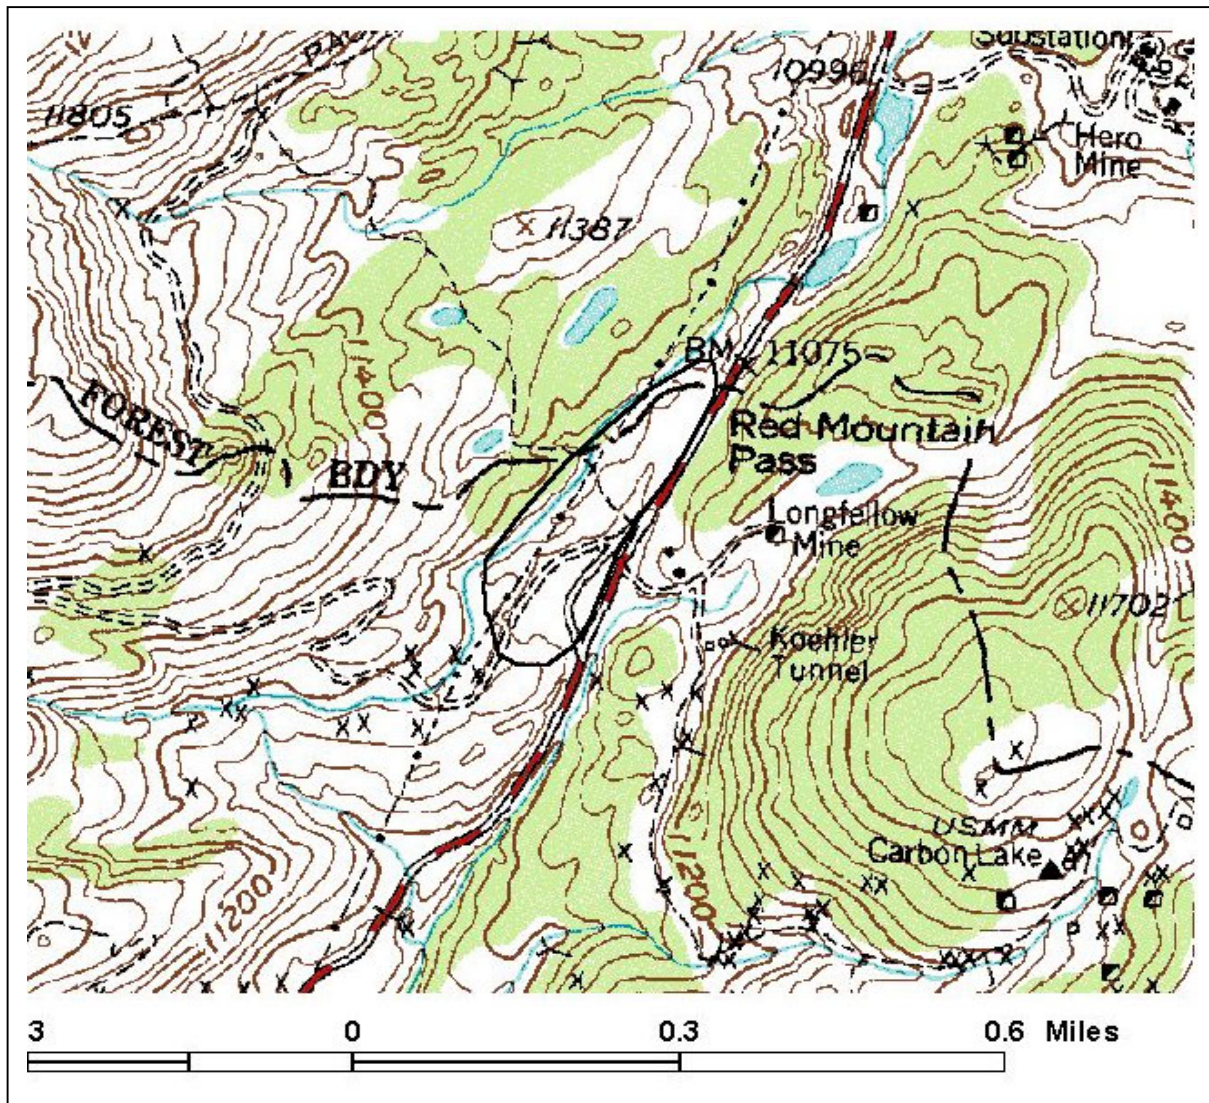 Substation
10996
11805
Hero
Mine
11387
11400
BM 11075
FOREST
BDY
Red Mountain
Pass
11400
Longfellow
Mine
11702
Koehler
Tunnel
USMM
Carbon Lake
11200
11200
3 0 0.3 0.6 Miles